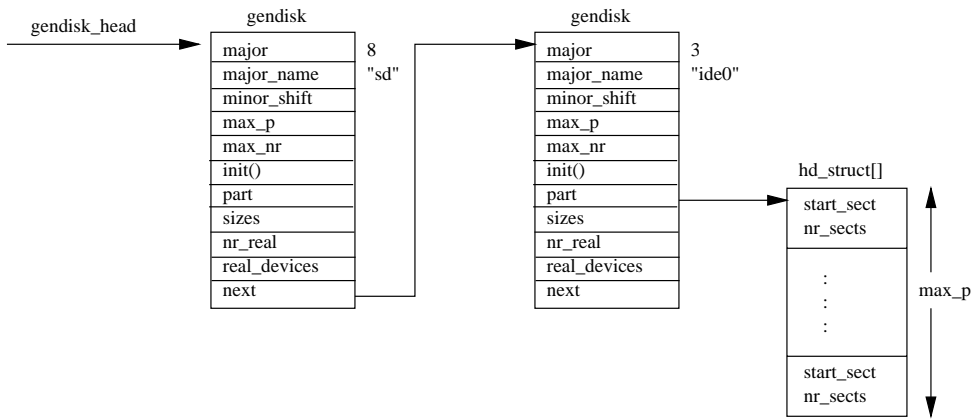 gendisk_head
gendisk
major
8
major_name
"sd"
minor_shift
max_p
max_nr
init()
part
sizes
nr_real
real_devices
next
gendisk
major
3
major_name
"ide0"
minor_shift
max_p
max_nr
init()
part
sizes
nr_real
real_devices
next
hd_struct[]
start_sect
nr_sects
:
:
:
start_sect
nr_sects
max_p